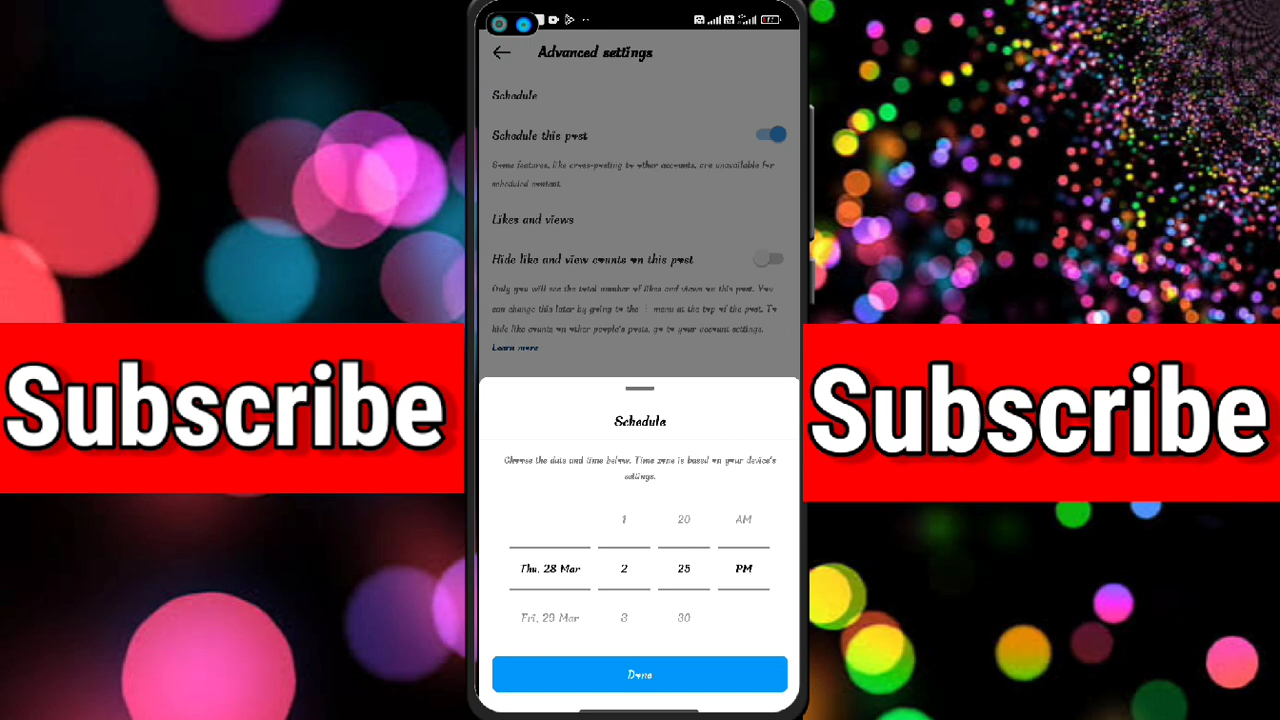 Advanced settings
Schedule
Schedule this post
Some features, like cross-posting to other accounts, are unavailable for
scheduled content.
Likes and views
Hide like and view counts on this post
Only you will see the total number of likes and views on this post. You
can change this later by going to the ⋮ menu at the top of the post. To
hide like counts on other people's posts, go to your account settings.
Learn more
Subscribe
Subscribe
Schedule
Choose the date and time below. Time zone is based on your device's
settings.
1 20 AM
Thu, 28 Mar 2 25 PM
Fri, 29 Mar 3 30
Done